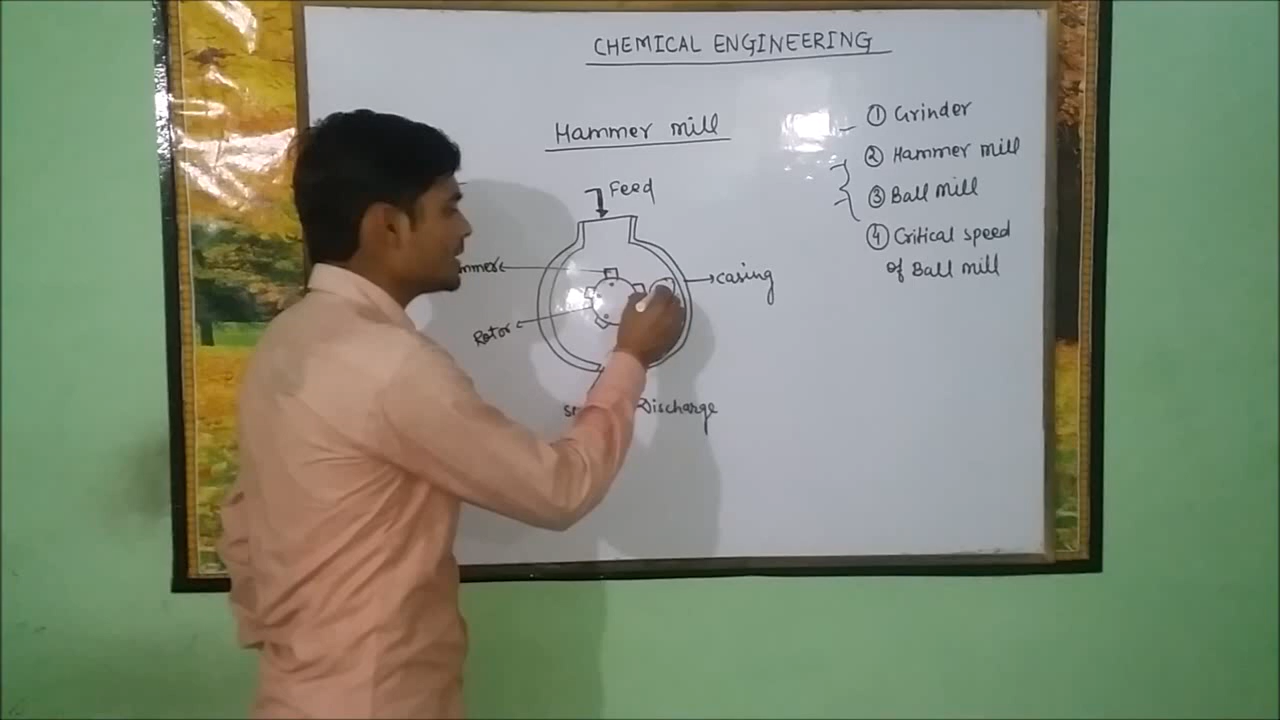 CHEMICAL ENGINEERING
Hammer mill
① Grinder
② Hammer mill
③ Ball mill
④ Critical speed
of Ball mill
Feed
casing
Rotor
Discharge